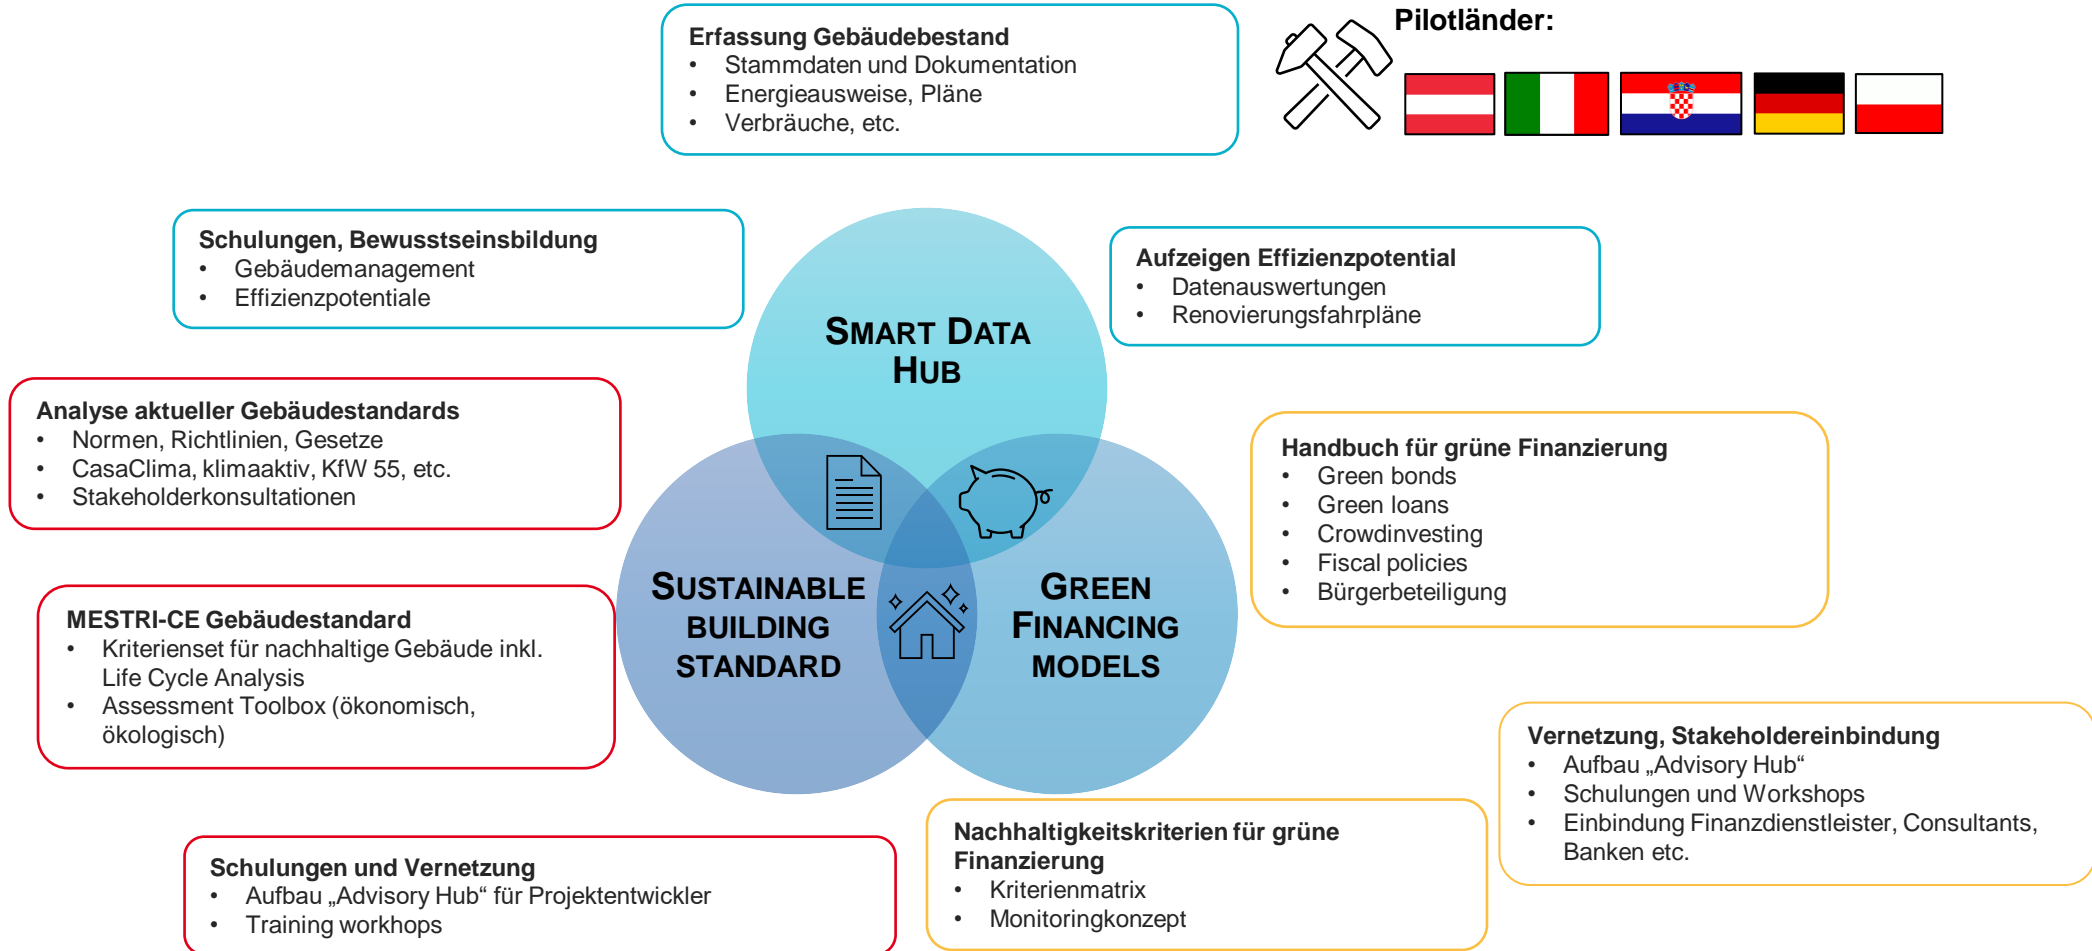 Erfassung Gebäudebestand
• Stammdaten und Dokumentation
• Energieausweise, Pläne
• Verbräuche, etc.
Pilotländer:
Schulungen, Bewusstseinsbildung
• Gebäudemanagement
• Effizienzpotentiale
Aufzeigen Effizienzpotential
• Datenauswertungen
• Renovierungsfahrpläne
SMART DATA
HUB
Analyse aktueller Gebäudestandards
• Normen, Richtlinien, Gesetze
• CasaClima, klimaaktiv, KfW 55, etc.
• Stakeholderkonsultationen
Handbuch für grüne Finanzierung
• Green bonds
• Green loans
• Crowdinvesting
• Fiscal policies
• Bürgerbeteiligung
SUSTAINABLE
BUILDING
STANDARD
GREEN
FINANCING
MODELS
MESTRI-CE Gebäudestandard
• Kriterienset für nachhaltige Gebäude inkl.
Life Cycle Analysis
• Assessment Toolbox (ökonomisch,
ökologisch)
Vernetzung, Stakeholdereinbindung
• Aufbau „Advisory Hub“
• Schulungen und Workshops
• Einbindung Finanzdienstleister, Consultants,
Banken etc.
Schulungen und Vernetzung
• Aufbau „Advisory Hub“ für Projektentwickler
• Training workhops
Nachhaltigkeitskriterien für grüne
Finanzierung
• Kriterienmatrix
• Monitoringkonzept